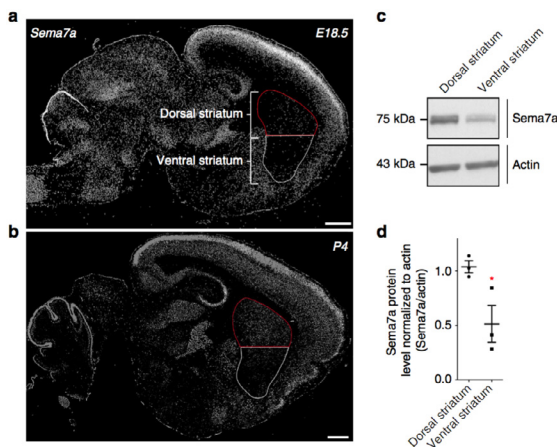 a
Sema7a
E18.5
Dorsal striatum
Ventral striatum
b
P4
c
Dorsal striatum
Ventral striatum
75 kDa
Sema7a
43 kDa
Actin
d
Sema7a protein
level normalized to actin
(Sema7a/actin)
1.0
0.5
0.0
Dorsal striatum
Ventral striatum